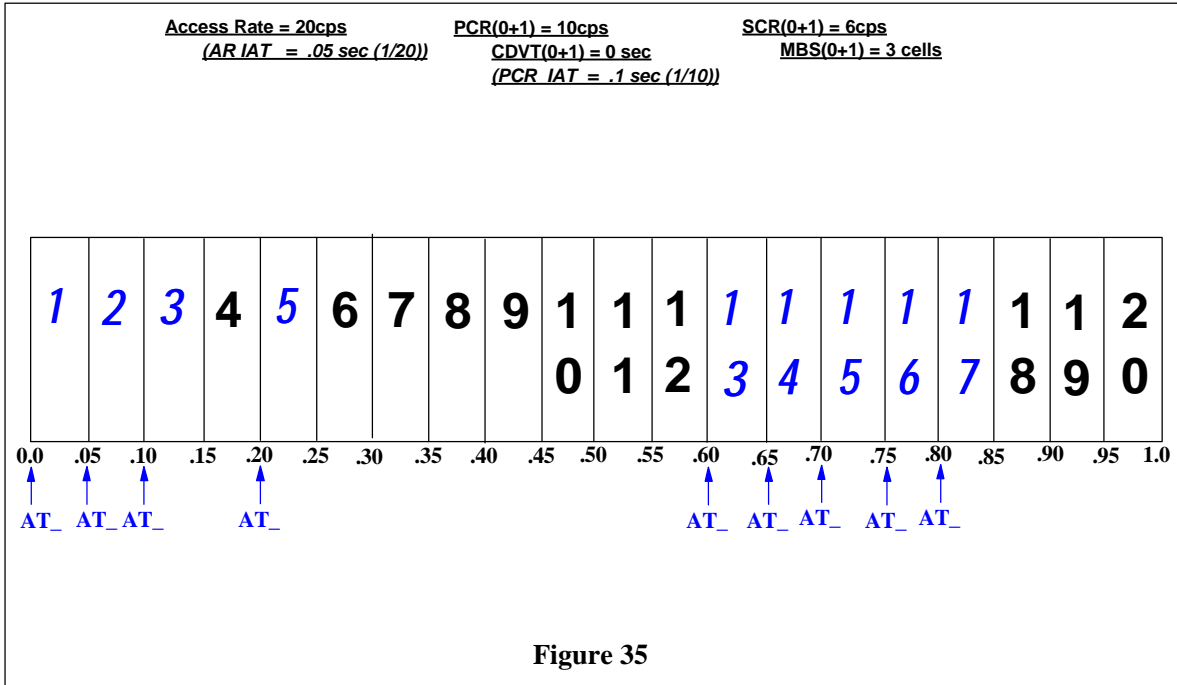 Access Rate = 20cps PCR(0+1) = 10cps SCR(0+1) = 6cps
(AR IAT = .05 sec (1/20)) CDVT(0+1) = 0 sec MBS(0+1) = 3 cells
(PCR IAT = .1 sec (1/10))
1 2 3 4 5 6 7 8 9 10 11 12 13 14 15 16 17 18 19 20
0.0 .05 .10 .15 .20 .25 .30 .35 .40 .45 .50 .55 .60 .65 .70 .75 .80 .85 .90 .95 1.0
AT_ AT_ AT_ AT_ AT_ AT_ AT_ AT_ AT_
Figure 35